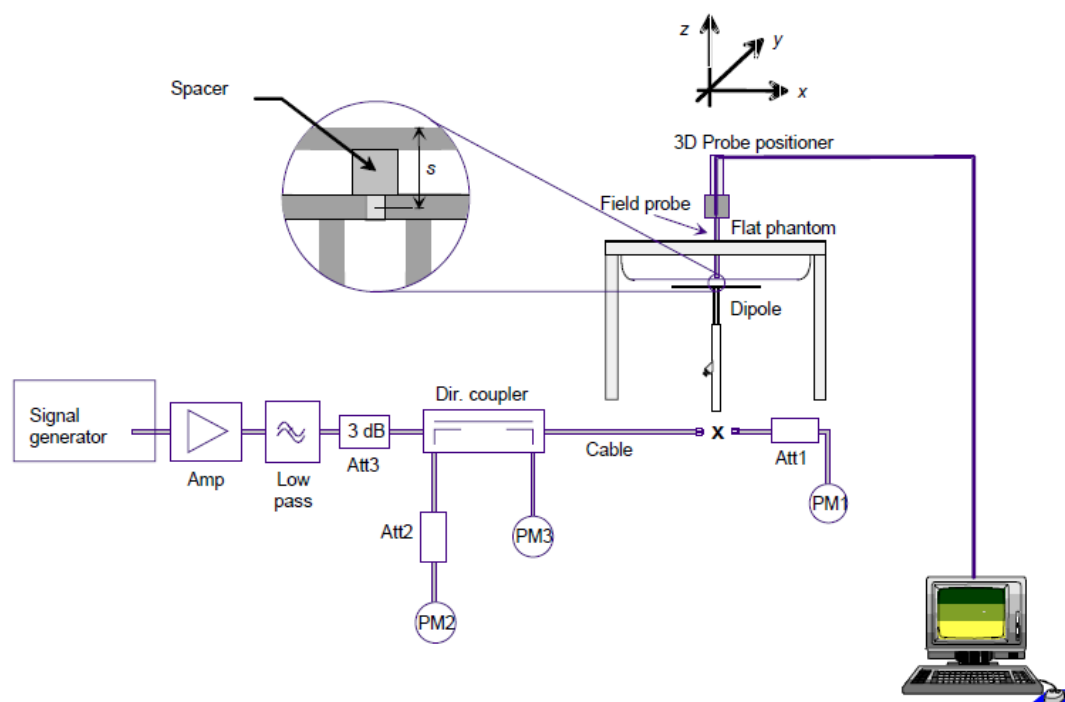 z
y
x
Spacer
s
3D Probe positioner
Field probe
Flat phantom
Dipole
Signal
generator
Amp
Low
pass
3 dB
Att3
Dir. coupler
Cable
X
Att1
PM1
Att2
PM3
PM2